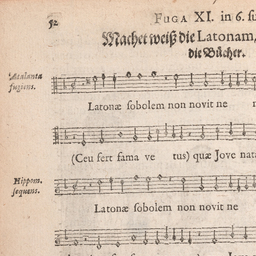 52
FUGA XI. in 6. su
Machet weiß die Latonam,
die Bücher.
Atalanta
fugiens.
Latonæ sobolem non novit ne
(Ceu fert fama ve tus) quæ Jove nata
Hippom.
sequens.
Latonæ sobolem non novit ne